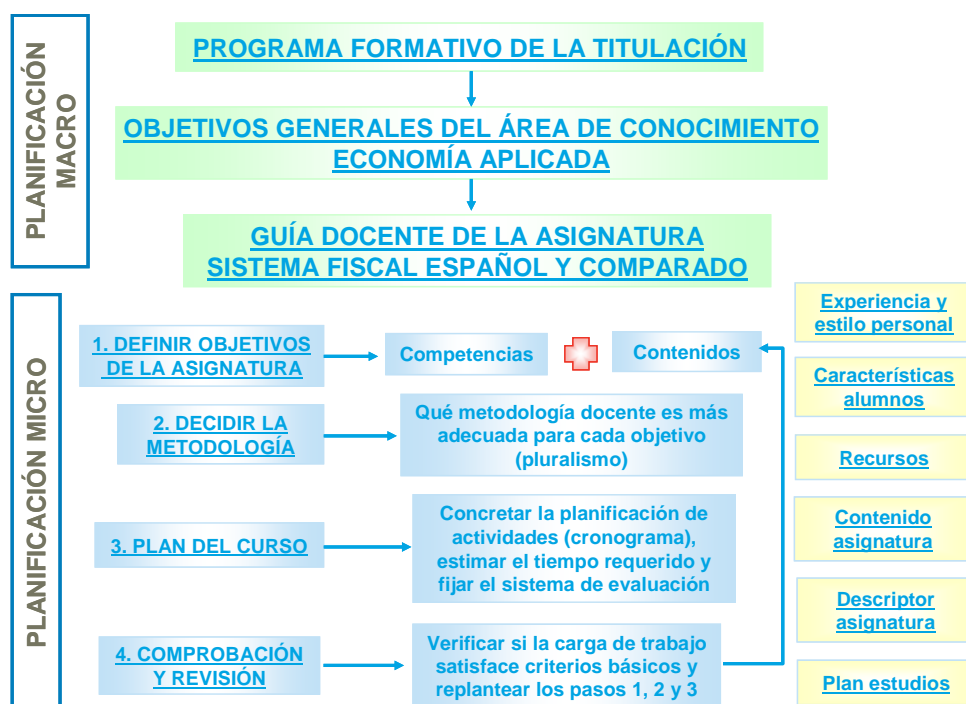 PLANIFICACIÓN
MACRO
PROGRAMA FORMATIVO DE LA TITULACIÓN
OBJETIVOS GENERALES DEL ÁREA DE CONOCIMIENTO
ECONOMÍA APLICADA
GUÍA DOCENTE DE LA ASIGNATURA
SISTEMA FISCAL ESPAÑOL Y COMPARADO
PLANIFICACIÓN MICRO
1. DEFINIR OBJETIVOS
DE LA ASIGNATURA
Competencias
Contenidos
2. DECIDIR LA
METODOLOGÍA
Qué metodología docente es más
adecuada para cada objetivo
(pluralismo)
3. PLAN DEL CURSO
Concretar la planificación de
actividades (cronograma),
estimar el tiempo requerido y
fijar el sistema de evaluación
4. COMPROBACIÓN
Y REVISIÓN
Verificar si la carga de trabajo
satisface criterios básicos y
replantear los pasos 1, 2 y 3
Experiencia y
estilo personal
Características
alumnos
Recursos
Contenido
asignatura
Descriptor
asignatura
Plan estudios